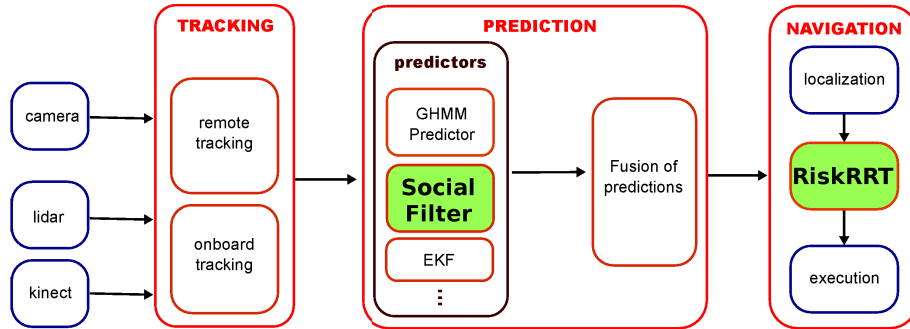 TRACKING
PREDICTION
NAVIGATION
camera
lidar
kinect
remote
tracking
onboard
tracking
predictors
GHMM
Predictor
Social
Filter
EKF
...
Fusion of
predictions
localization
RiskRRT
execution